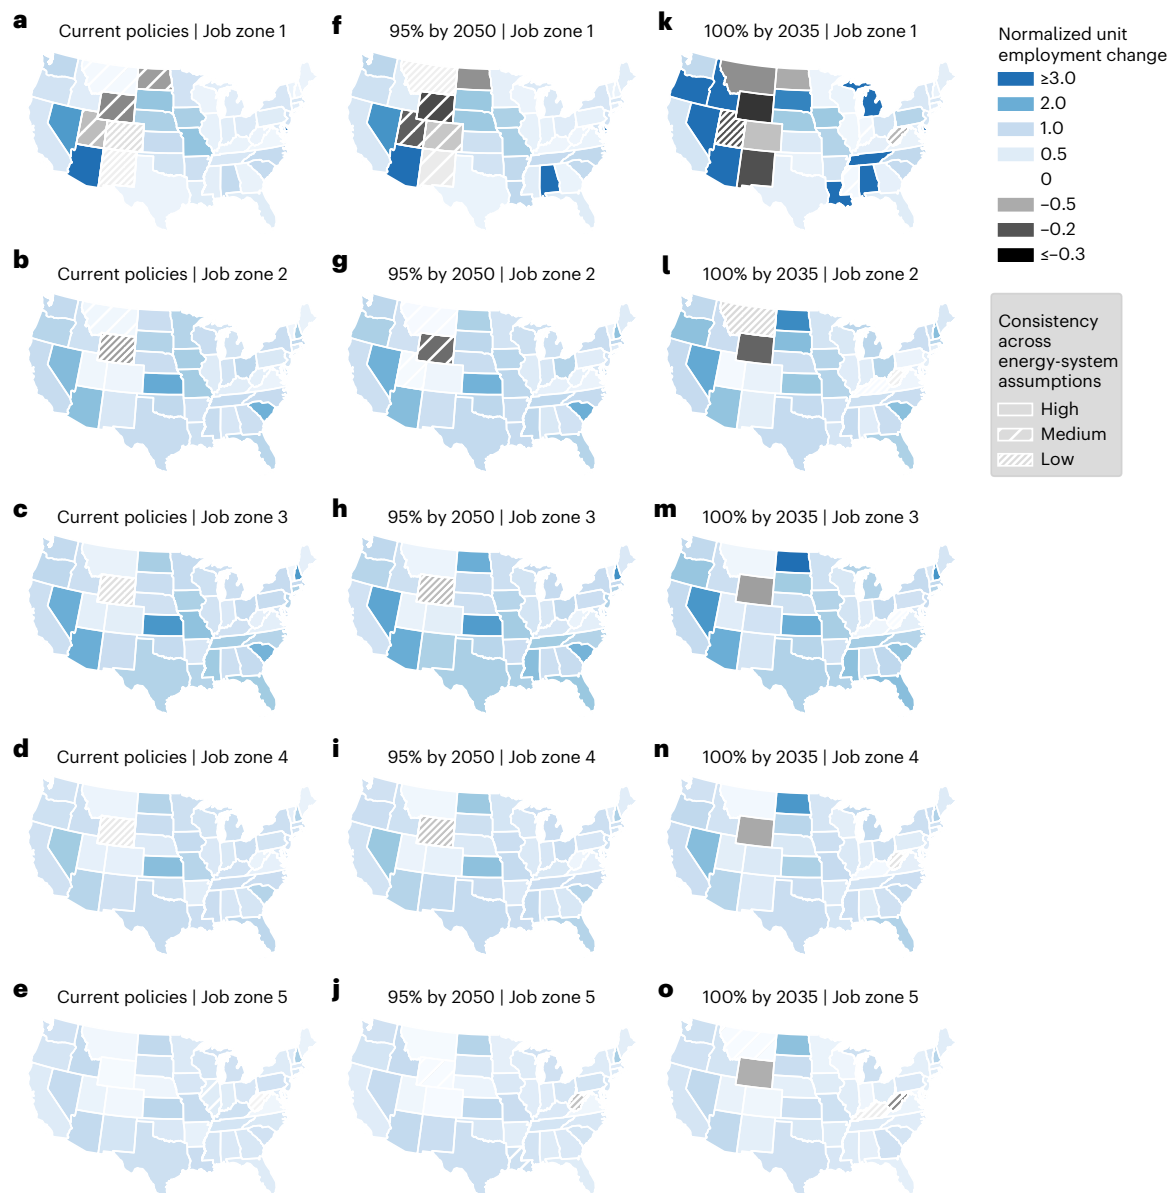 a
Current policies | Job zone 1
f
95% by 2050 | Job zone 1
k
100% by 2035 | Job zone 1
Normalized unit
employment change
≥3.0
2.0
1.0
0.5
0
−0.5
−0.2
≤−0.3
b
Current policies | Job zone 2
g
95% by 2050 | Job zone 2
l
100% by 2035 | Job zone 2
Consistency
across
energy-system
assumptions
High
Medium
Low
c
Current policies | Job zone 3
h
95% by 2050 | Job zone 3
m
100% by 2035 | Job zone 3
d
Current policies | Job zone 4
i
95% by 2050 | Job zone 4
n
100% by 2035 | Job zone 4
e
Current policies | Job zone 5
j
95% by 2050 | Job zone 5
o
100% by 2035 | Job zone 5